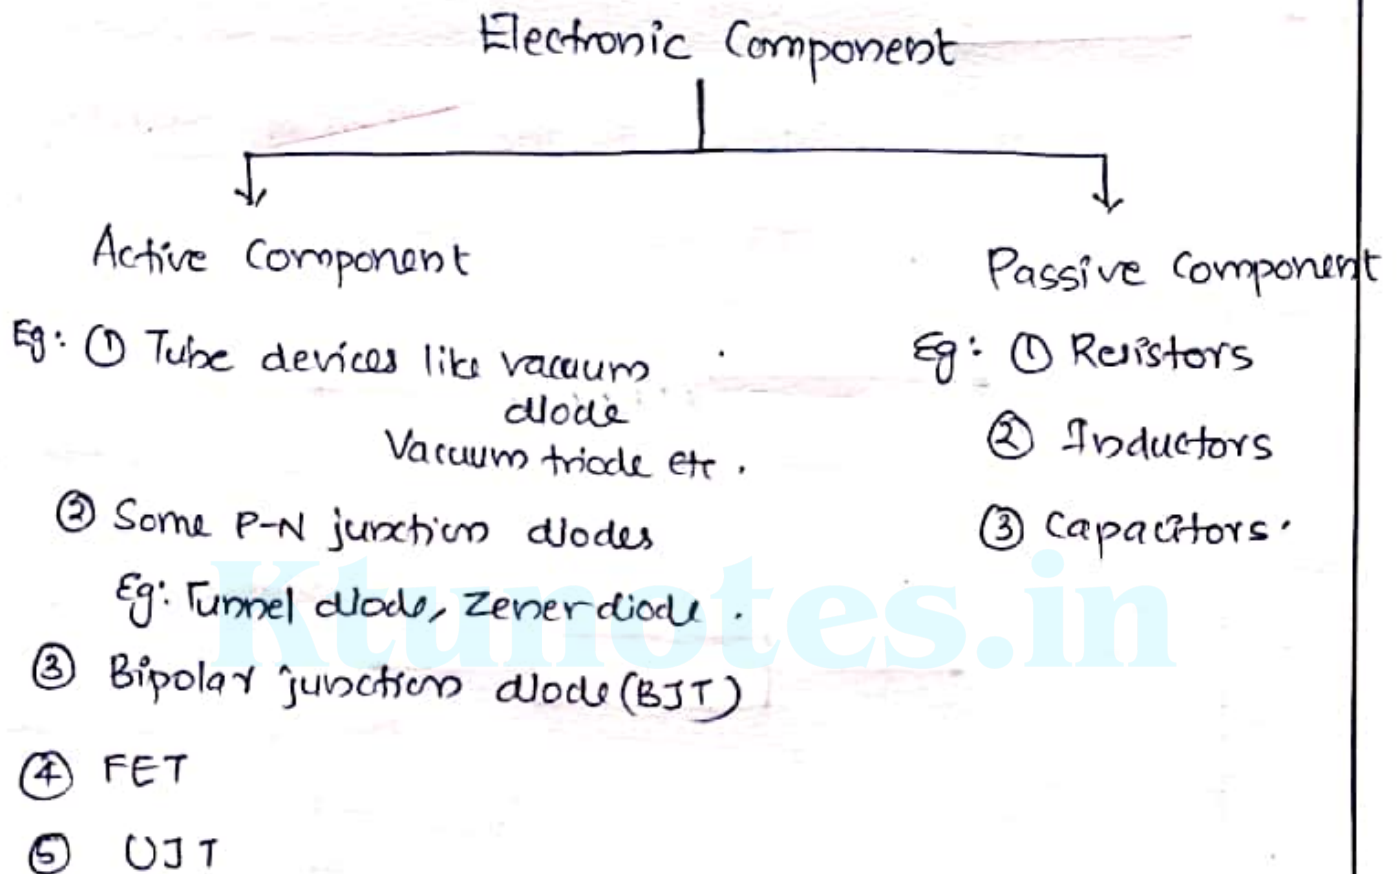 Electronic Component
Active Component
Eg: ① Tube devices like vacuum
diode
Vacuum triode etc.
② Some P-N junction diodes
Eg: Tunnel diode, Zener diode.
③ Bipolar junction diode (BJT)
④ FET
⑤ UJT
Passive Component
Eg: ① Resistors
② Inductors
③ Capacitors.
Ktunotes.in